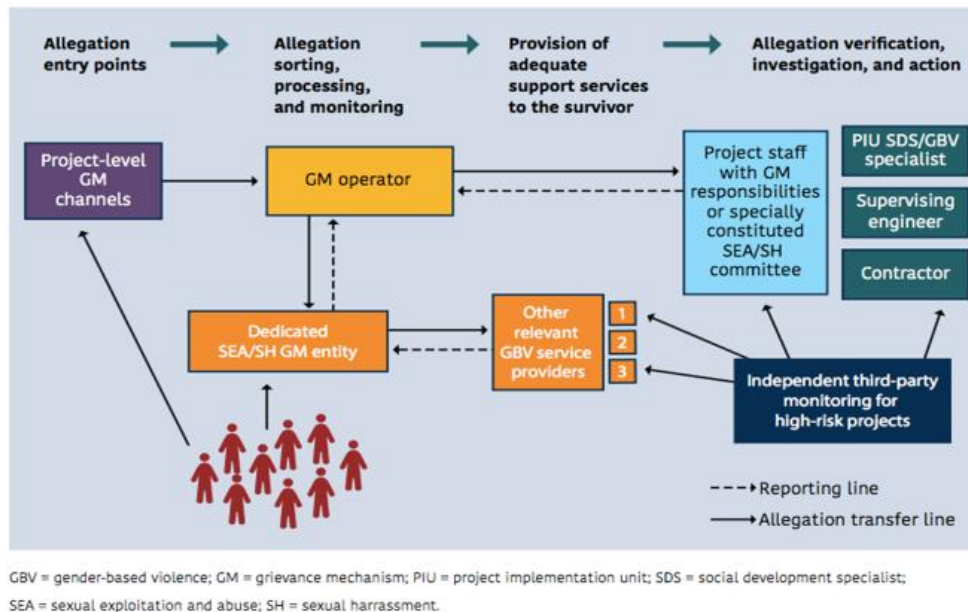 Allegation
entry points
Allegation
sorting,
processing,
and monitoring
Provision of
adequate
support services
to the survivor
Allegation verification,
investigation, and action
Project-level
GM
channels
GM operator
Project staff
with GM
responsibilities
or specially
constituted
SEA/SH
committee
PIU SDS/GBV
specialist
Supervising
engineer
Contractor
Dedicated
SEA/SH GM entity
Other
relevant
GBV service
providers
1
2
3
Independent third-party
monitoring for
high-risk projects
Reporting line
Allegation transfer line
GBV = gender-based violence; GM = grievance mechanism; PIU = project implementation unit; SDS = social development specialist;
SEA = sexual exploitation and abuse; SH = sexual harrassment.